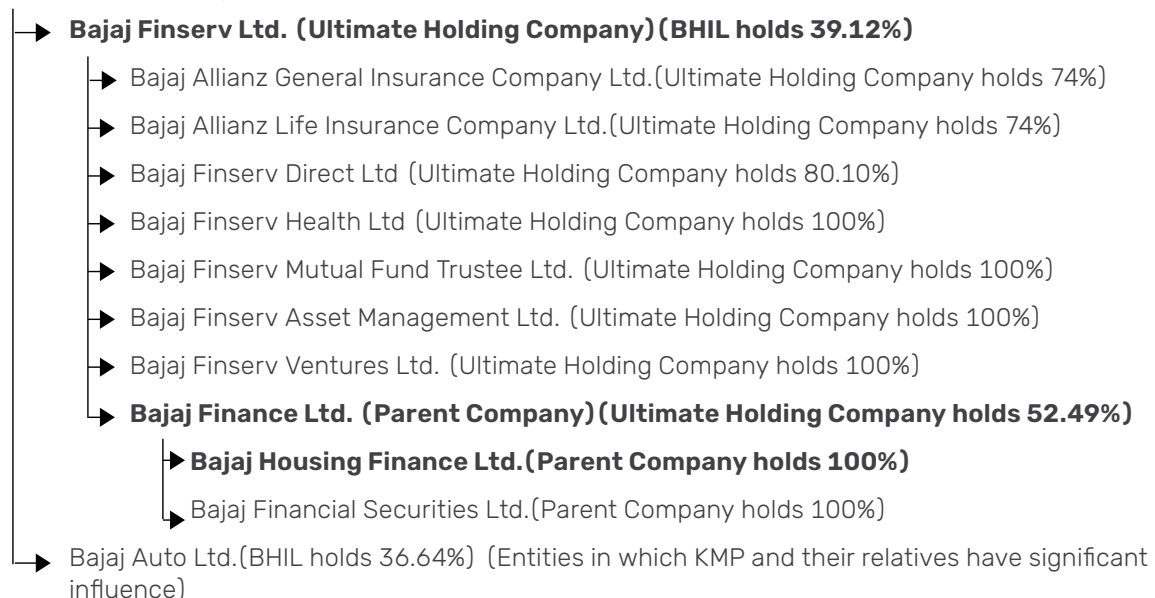 Bajaj Finserv Ltd. (Ultimate Holding Company) (BHIL holds 39.12%)
Bajaj Allianz General Insurance Company Ltd.(Ultimate Holding Company holds 74%)
Bajaj Allianz Life Insurance Company Ltd.(Ultimate Holding Company holds 74%)
Bajaj Finserv Direct Ltd (Ultimate Holding Company holds 80.10%)
Bajaj Finserv Health Ltd (Ultimate Holding Company holds 100%)
Bajaj Finserv Mutual Fund Trustee Ltd. (Ultimate Holding Company holds 100%)
Bajaj Finserv Asset Management Ltd. (Ultimate Holding Company holds 100%)
Bajaj Finserv Ventures Ltd. (Ultimate Holding Company holds 100%)
Bajaj Finance Ltd. (Parent Company) (Ultimate Holding Company holds 52.49%)
Bajaj Housing Finance Ltd.(Parent Company holds 100%)
Bajaj Financial Securities Ltd.(Parent Company holds 100%)
Bajaj Auto Ltd.(BHIL holds 36.64%) (Entities in which KMP and their relatives have significant
influence)